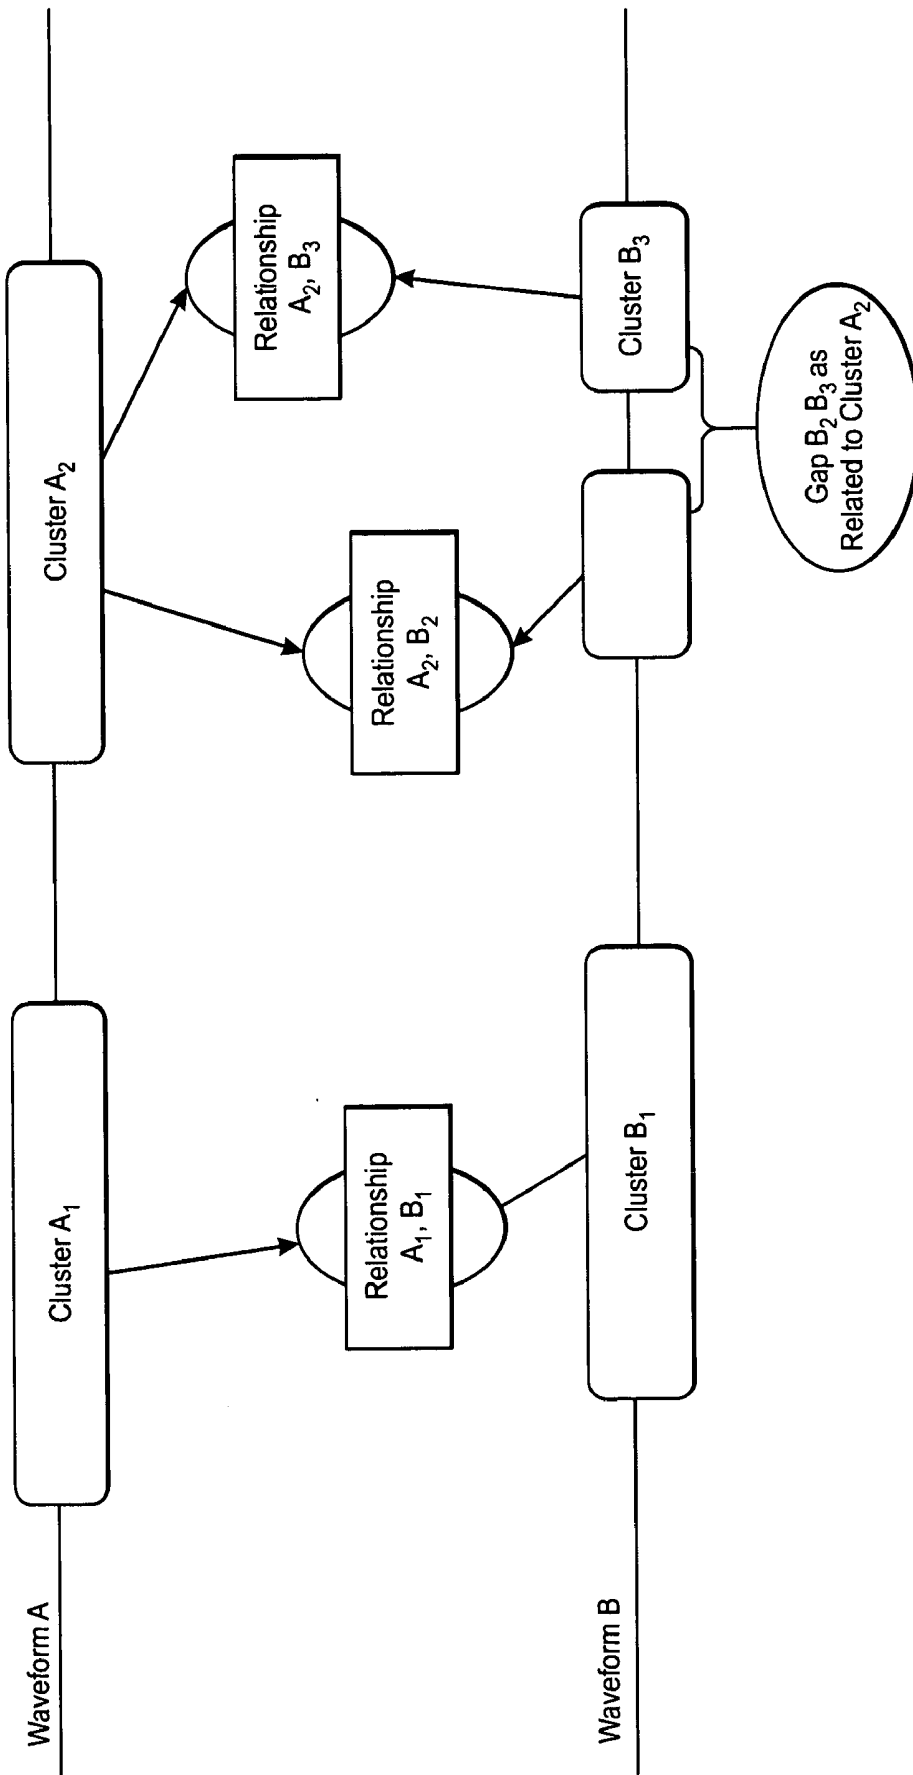 Waveform A
Cluster A₁
Cluster A₂
Relationship
A₁, B₁
Relationship
A₂, B₂
Relationship
A₂, B₃
Waveform B
Cluster B₁
Cluster B₃
Gap B₂ B₃ as
Related to Cluster A₂